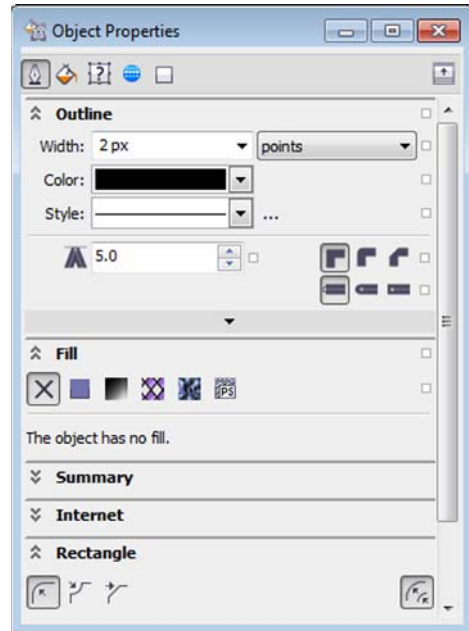 Object Properties
Outline
Width: 2 px points
Color:
Style: ...
5.0
Fill
PS
The object has no fill.
Summary
Internet
Rectangle